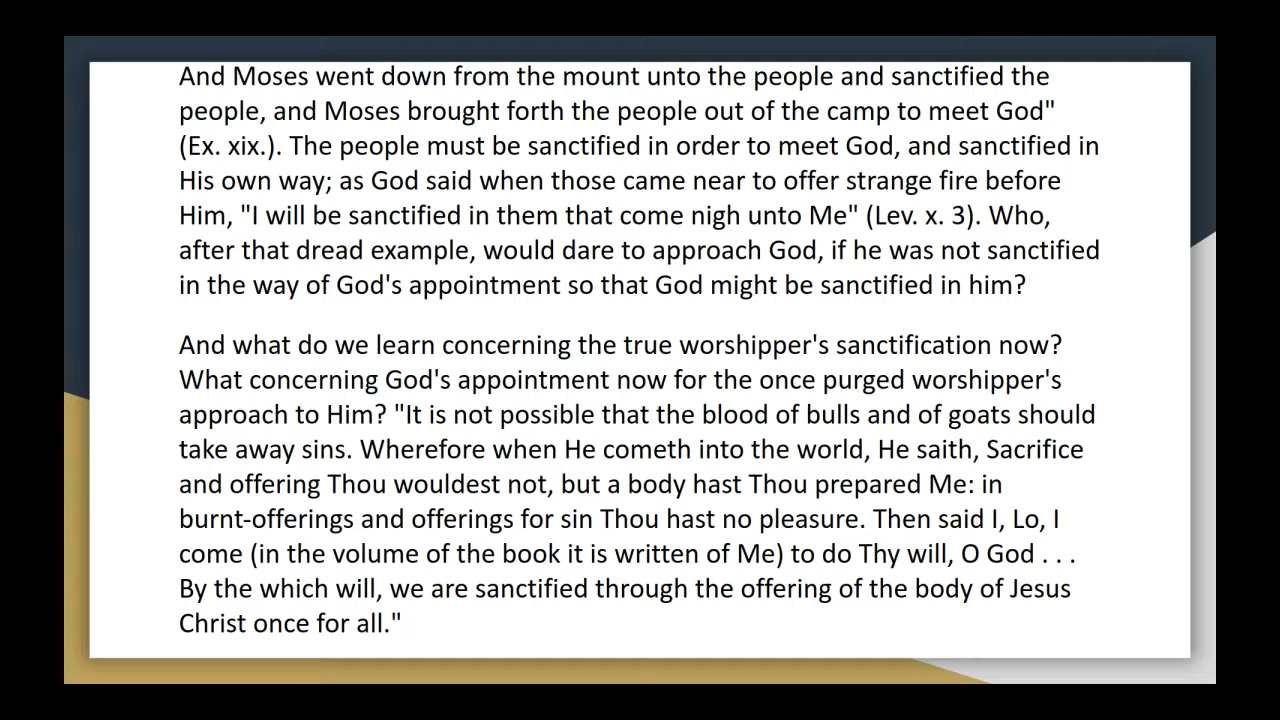 And Moses went down from the mount unto the people and sanctified the
people, and Moses brought forth the people out of the camp to meet God"
(Ex. xix.). The people must be sanctified in order to meet God, and sanctified in
His own way; as God said when those came near to offer strange fire before
Him, "I will be sanctified in them that come nigh unto Me" (Lev. x. 3). Who,
after that dread example, would dare to approach God, if he was not sanctified
in the way of God's appointment so that God might be sanctified in him?
And what do we learn concerning the true worshipper's sanctification now?
What concerning God's appointment now for the once purged worshipper's
approach to Him? "It is not possible that the blood of bulls and of goats should
take away sins. Wherefore when He cometh into the world, He saith, Sacrifice
and offering Thou wouldest not, but a body hast Thou prepared Me: in
burnt-offerings and offerings for sin Thou hast no pleasure. Then said I, Lo, I
come (in the volume of the book it is written of Me) to do Thy will, O God . . .
By the which will, we are sanctified through the offering of the body of Jesus
Christ once for all."